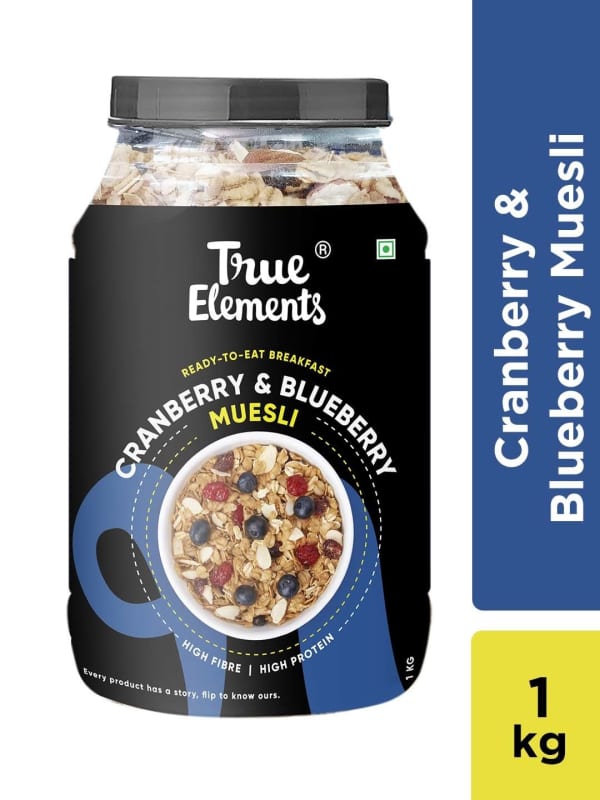 True ®
Elements
READY-TO-EAT BREAKFAST
CRANBERRY & BLUEBERRY
MUESLI
HIGH FIBRE | HIGH PROTEIN
1 KG
Every product has a story, flip to know ours.
Cranberry &
Blueberry Muesli
1
kg